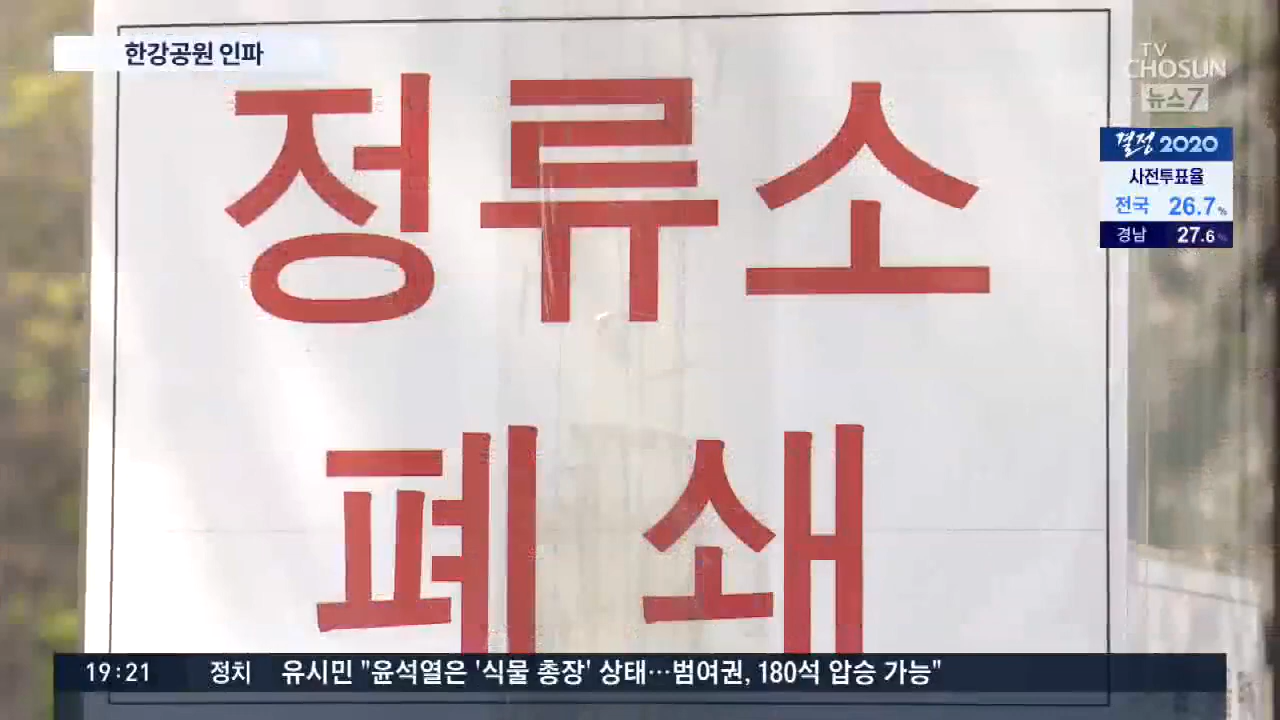 한강공원 인파
TV
CHOSUN
뉴스7
결정 2020
사전투표율
전국 26.7%
경남 27.6%
정류소
폐쇄
19:21 정치 유시민 "윤석열은 '식물 총장' 상태…범여권, 180석 압승 가능"